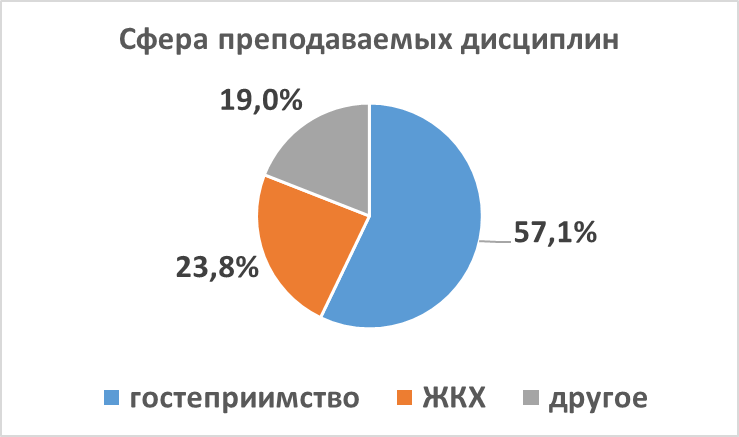 Сфера преподаваемых дисциплин
19,0%
57,1%
23,8%
гостеприимство ЖКХ другое